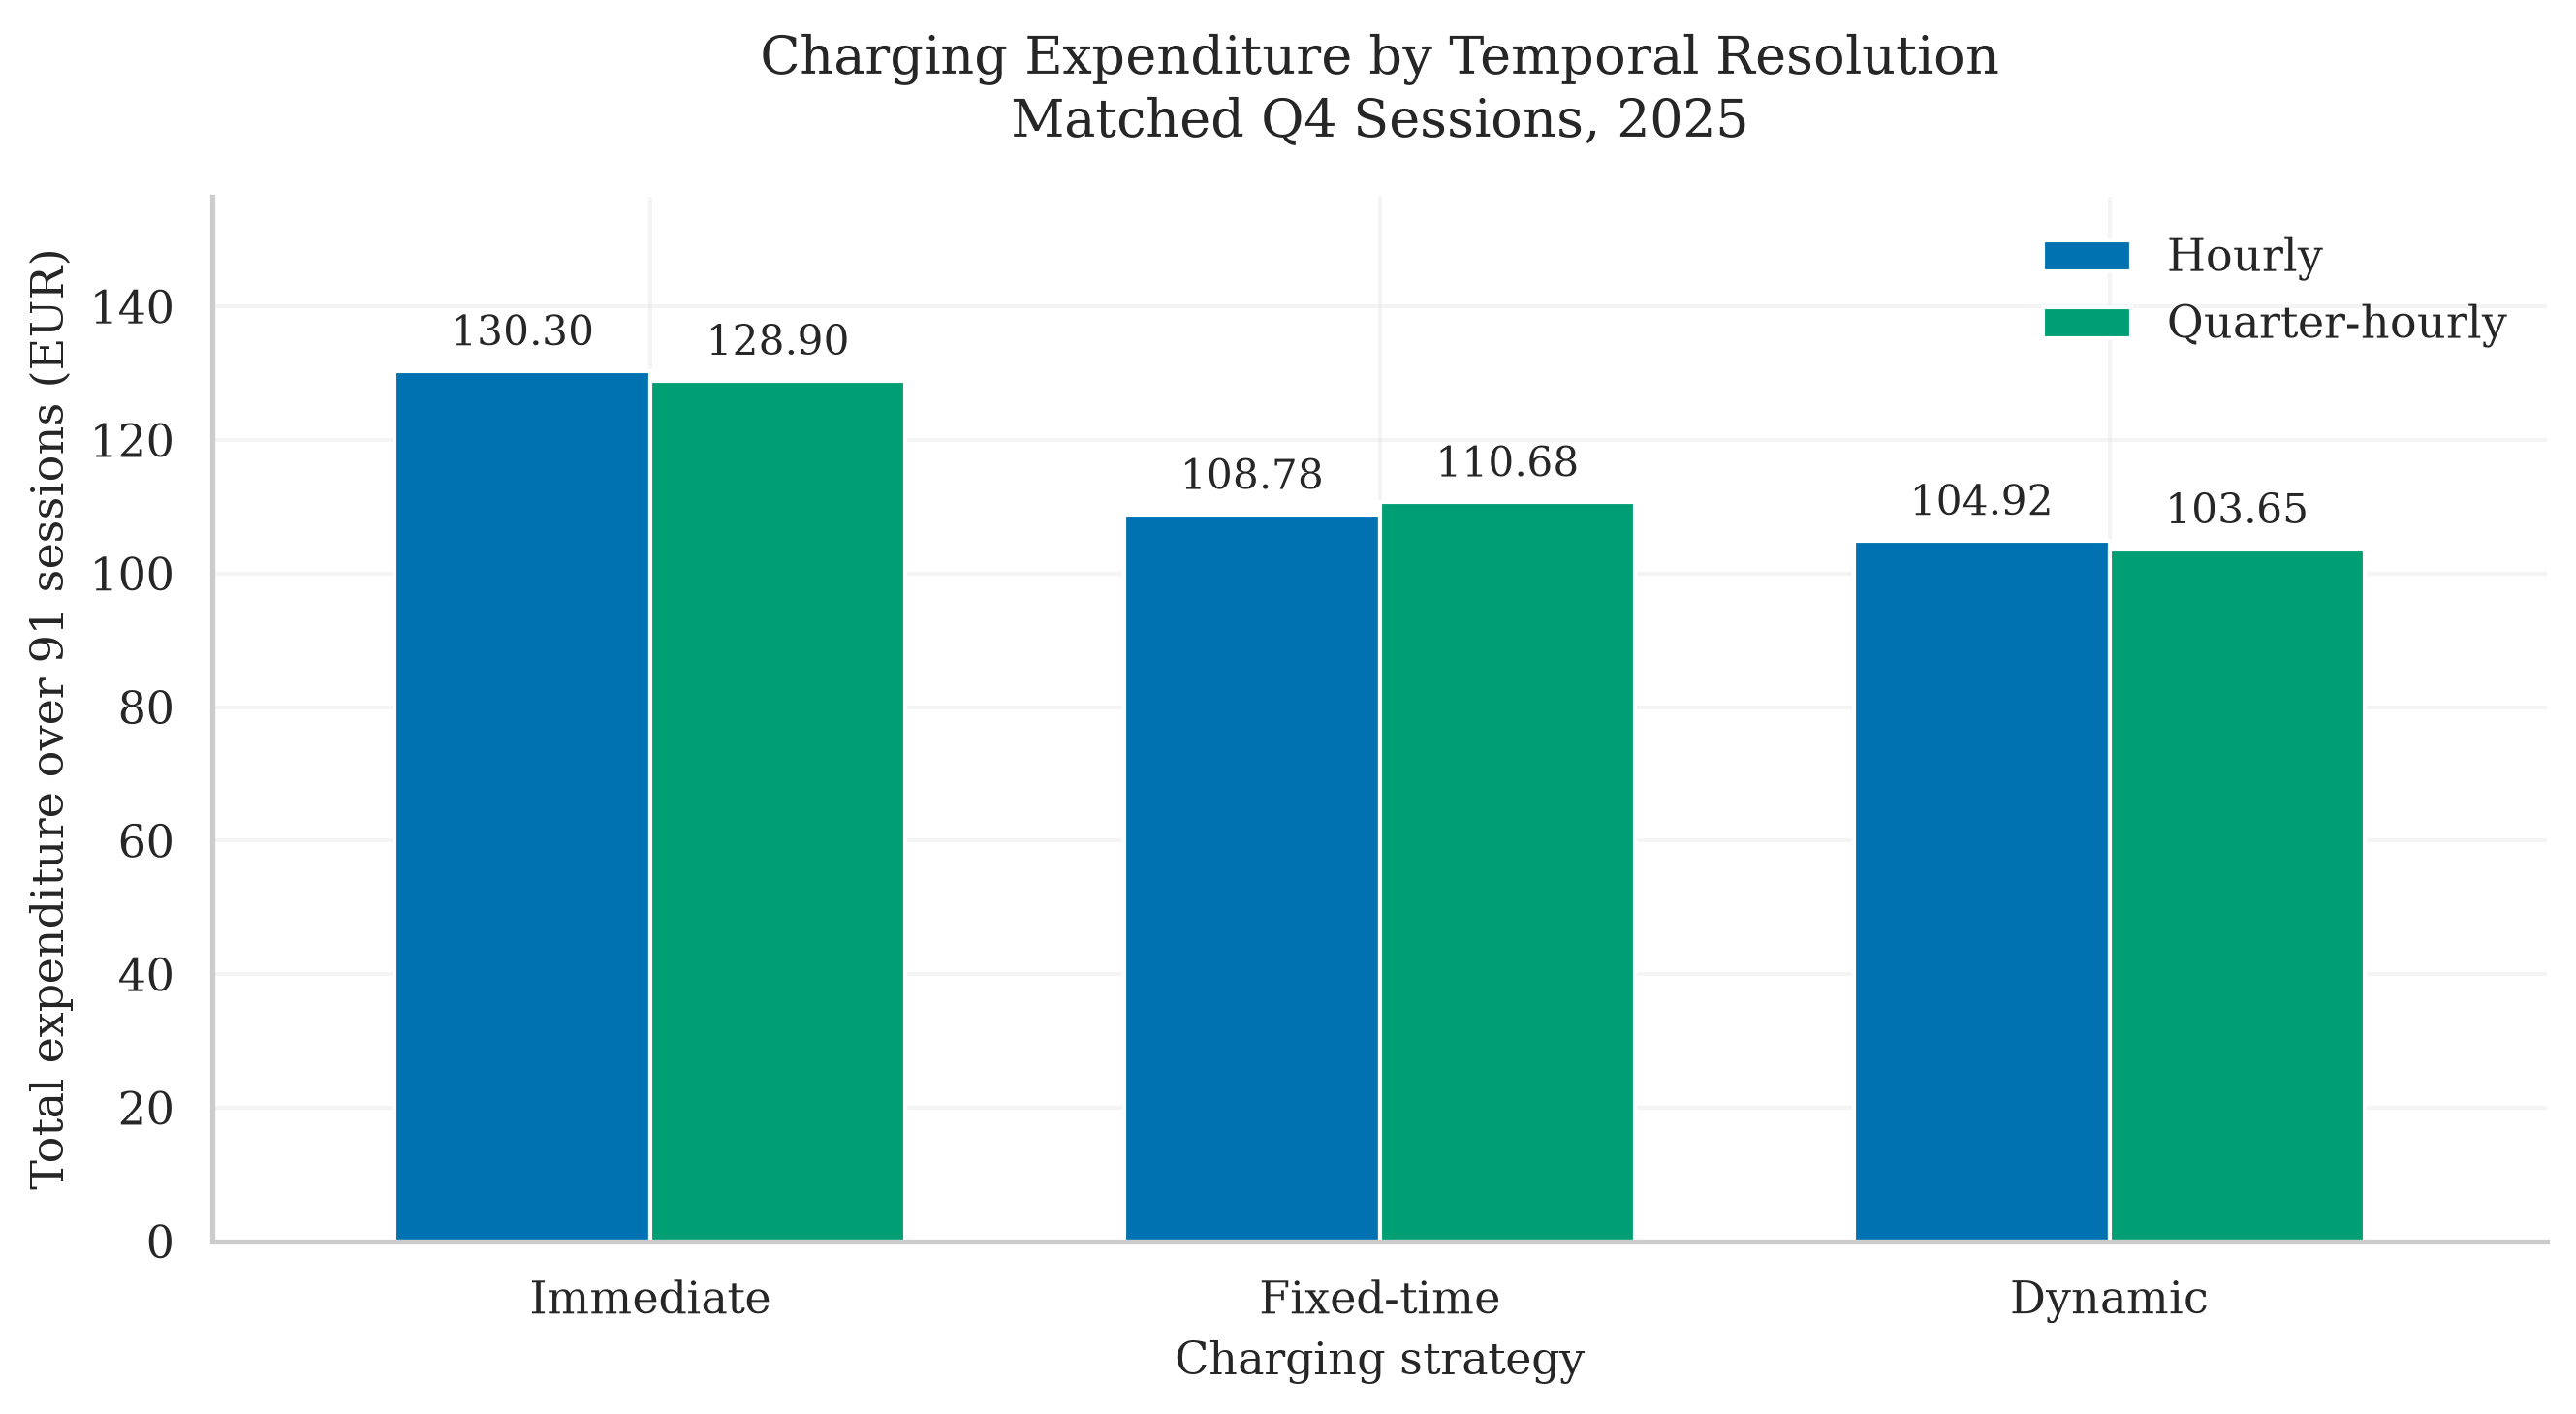 Charging Expenditure by Temporal Resolution
Matched Q4 Sessions, 2025
Total expenditure over 91 sessions (EUR)
140
120
100
80
60
40
20
0
Hourly
Quarter-hourly
130.30
128.90
108.78
110.68
104.92
103.65
Immediate
Fixed-time
Dynamic
Charging strategy